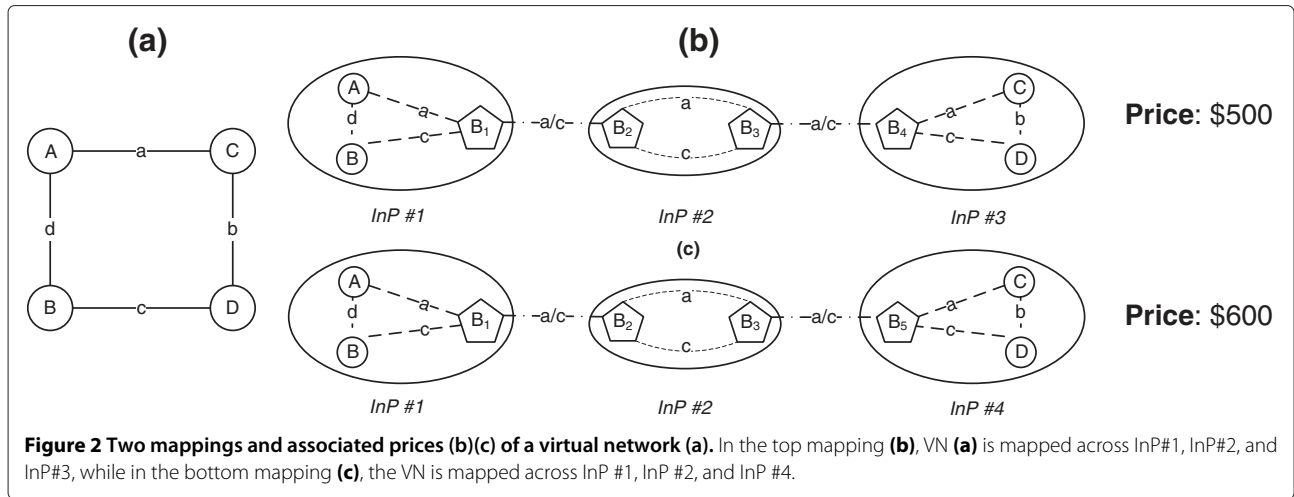 (a)
(b)
A
a
C
d
b
B
c
D
A
a
d
c
B
B1
a/c
B2
a
c
B3
a/c
B4
C
a
b
c
D
Price: $500
InP #1
InP #2
InP #3
(c)
A
a
d
c
B
B1
a/c
B2
a
c
B3
a/c
B5
C
a
b
c
D
Price: $600
InP #1
InP #2
InP #4
Figure 2 Two mappings and associated prices (b)(c) of a virtual network (a). In the top mapping (b), VN (a) is mapped across InP#1, InP#2, and
InP#3, while in the bottom mapping (c), the VN is mapped across InP #1, InP #2, and InP #4.